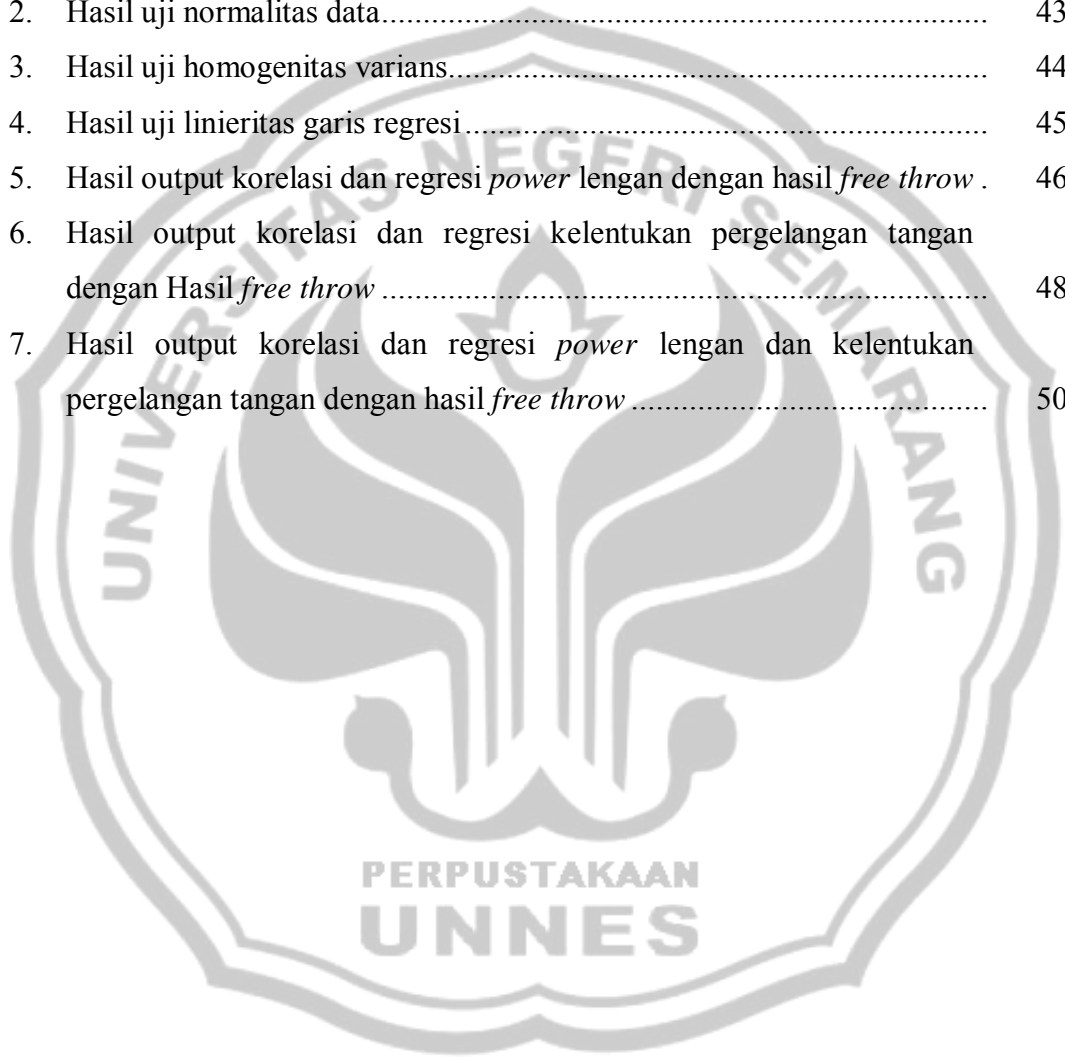 2. Hasil uji normalitas data........................................................................... 43
3. Hasil uji homogenitas varians.................................................................. 44
4. Hasil uji linieritas garis regresi................................................................ 45
5. Hasil output korelasi dan regresi power lengan dengan hasil free throw . 46
6. Hasil output korelasi dan regresi kelentukan pergelangan tangan
dengan Hasil free throw ........................................................................... 48
7. Hasil output korelasi dan regresi power lengan dan kelentukan
pergelangan tangan dengan hasil free throw ............................................ 50
UNIVERSITAS NEGERI SEMARANG
PERPUSTAKAAN
UNNES